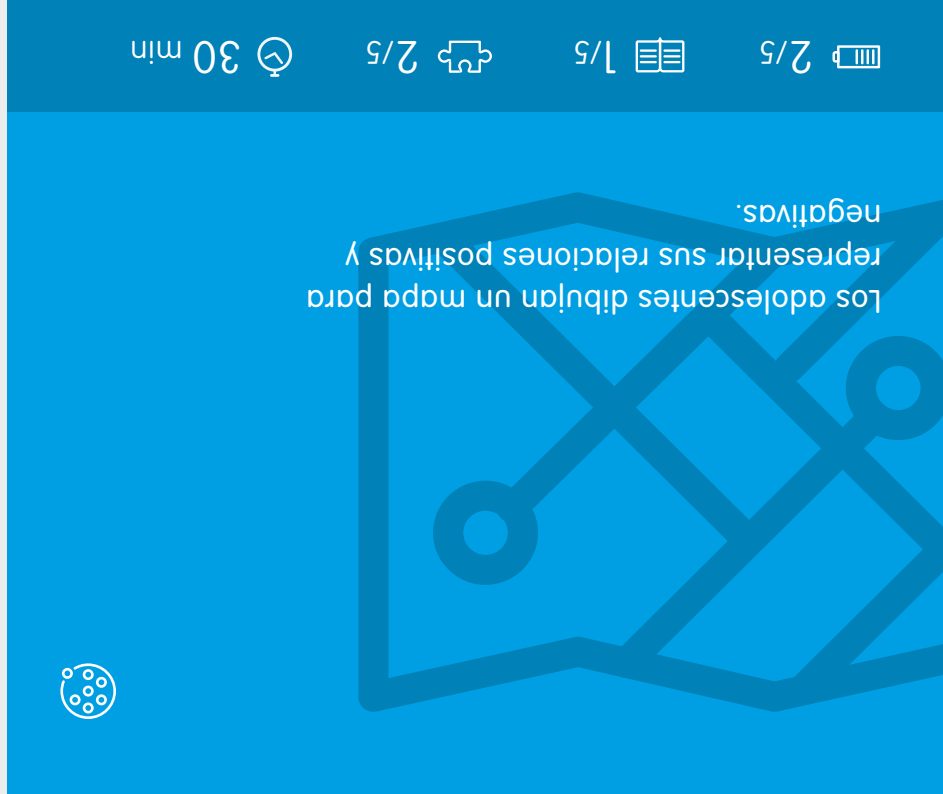 Los adolescentes dibujan un mapa para
representar sus relaciones positivas y
negativas.
2/5 1/5 2/5 30 min